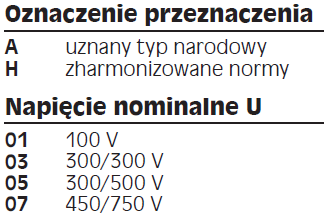 Oznaczenie przeznaczenia
A uznany typ narodowy
H zharmonizowane normy
Napięcie nominalne U
01 100 V
03 300/300 V
05 300/500 V
07 450/750 V